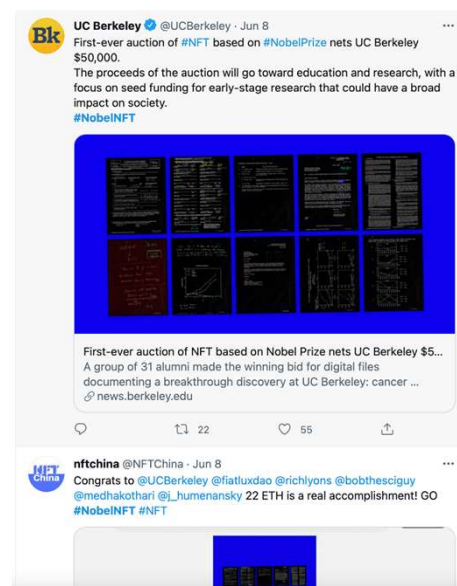 Bk
UC Berkeley @UCBerkeley · Jun 8
First-ever auction of #NFT based on #NobelPrize nets UC Berkeley
$50,000.
The proceeds of the auction will go toward education and research, with a
focus on seed funding for early-stage research that could have a broad
impact on society.
#NobelNFT
First-ever auction of NFT based on Nobel Prize nets UC Berkeley $5...
A group of 31 alumni made the winning bid for digital files
documenting a breakthrough discovery at UC Berkeley: cancer ...
news.berkeley.edu
22 55
NFT
China
nftchina @NFTChina · Jun 8
Congrats to @UCBerkeley @fiatluxdao @richlyons @bobthesciguy
@medhakothari @j_humenansky 22 ETH is a real accomplishment! GO
#NobelNFT #NFT